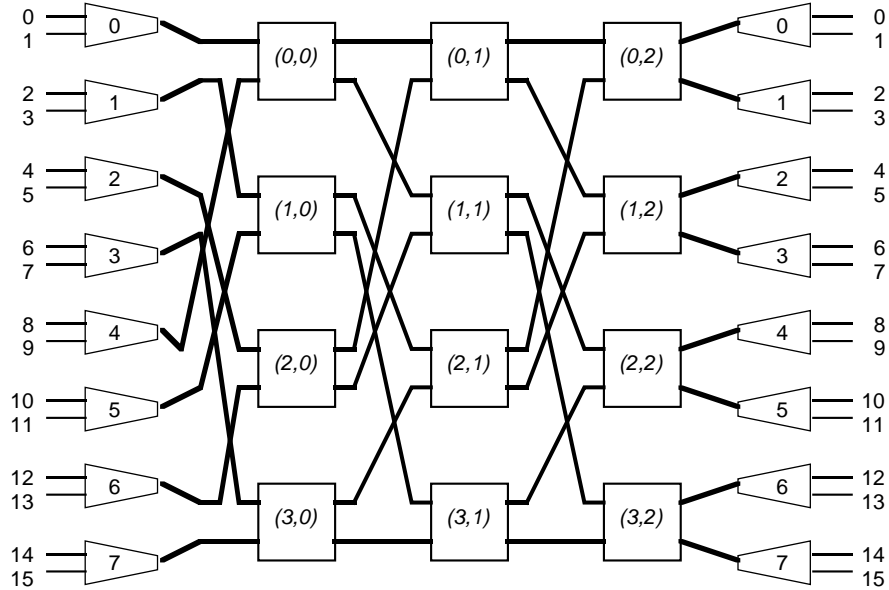 0 0 0
1 (0,0) (0,1) (0,2) 1
2 1 1 2
3 3
4 2 2 4
5 (1,0) (1,1) (1,2) 5
6 3 3 6
7 7
8 4 4 8
9 (2,0) (2,1) (2,2) 9
10 5 5 10
11 11
12 6 6 12
13 (3,0) (3,1) (3,2) 13
14 7 7 14
15 15